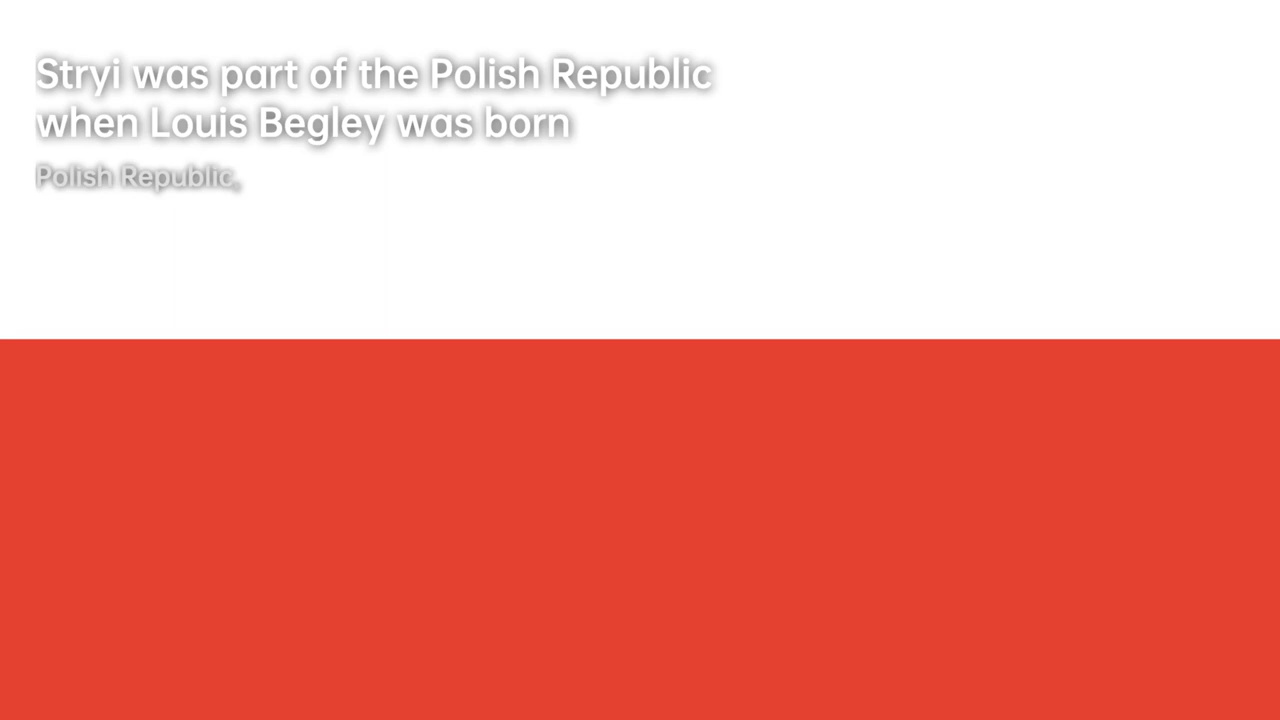 Stryi was part of the Polish Republic
when Louis Begley was born
Polish Republic,